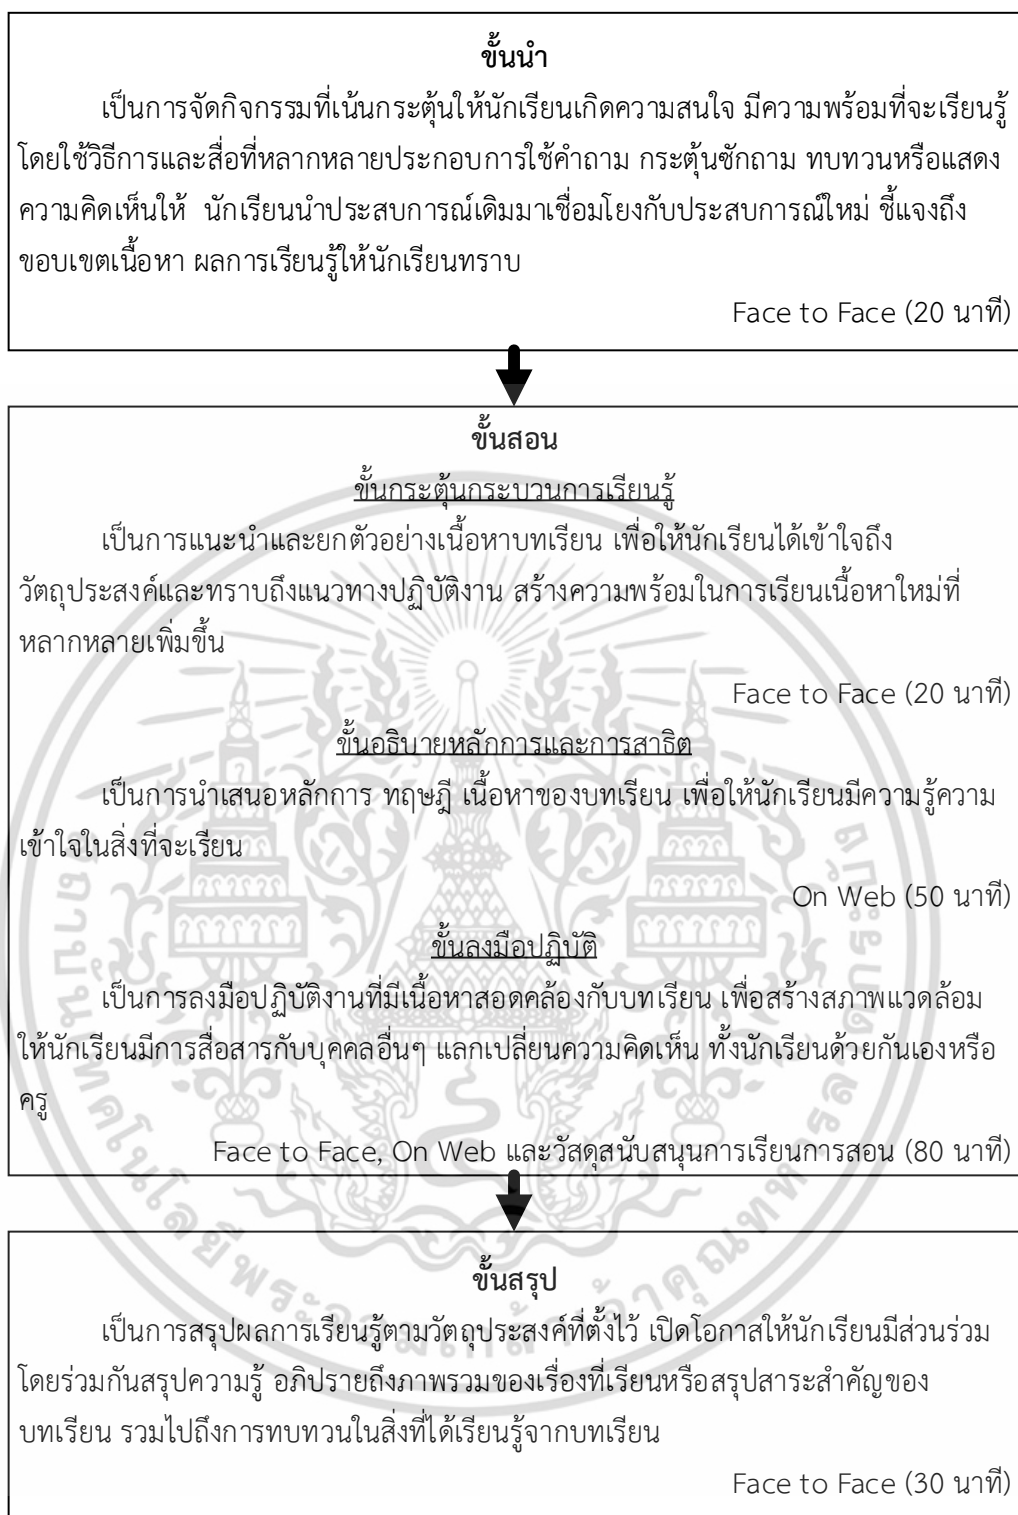 ขั้นนำ
เป็นการจัดกิจกรรมที่เน้นกระตุ้นให้นักเรียนเกิดความสนใจ มีความพร้อมที่จะเรียนรู้
โดยใช้วิธีการและสื่อที่หลากหลายประกอบการใช้คำถาม กระตุ้นซักถาม ทบทวนหรือแสดง
ความคิดเห็นให้ นักเรียนนำประสบการณ์เดิมมาเชื่อมโยงกับประสบการณ์ใหม่ ชี้แจงถึง
ขอบเขตเนื้อหา ผลการเรียนรู้ให้นักเรียนทราบ
Face to Face (20 นาที)
ขั้นสอน
ขั้นกระตุ้นกระบวนการเรียนรู้
เป็นการแนะนำและยกตัวอย่างเนื้อหาบทเรียน เพื่อให้นักเรียนได้เข้าใจถึง
วัตถุประสงค์และทราบถึงแนวทางปฏิบัติงาน สร้างความพร้อมในการเรียนเนื้อหาใหม่ที่
หลากหลายเพิ่มขึ้น
Face to Face (20 นาที)
ขั้นอธิบายหลักการและการสาธิต
เป็นการนำเสนอหลักการ ทฤษฎี เนื้อหาของบทเรียน เพื่อให้นักเรียนมีความรู้ความ
เข้าใจในสิ่งที่จะเรียน
On Web (50 นาที)
ขั้นลงมือปฏิบัติ
เป็นการลงมือปฏิบัติงานที่มีเนื้อหาสอดคล้องกับบทเรียน เพื่อสร้างสภาพแวดล้อม
ให้นักเรียนมีการสื่อสารกับบุคคลอื่นๆ แลกเปลี่ยนความคิดเห็น ทั้งนักเรียนด้วยกันเองหรือ
ครู
Face to Face, On Web และวัสดุสนับสนุนการเรียนการสอน (80 นาที)
ขั้นสรุป
เป็นการสรุปผลการเรียนรู้ตามวัตถุประสงค์ที่ตั้งไว้ เปิดโอกาสให้นักเรียนมีส่วนร่วม
โดยร่วมกันสรุปความรู้ อภิปรายถึงภาพรวมของเรื่องที่เรียนหรือสรุปสาระสำคัญของ
บทเรียน รวมไปถึงการทบทวนในสิ่งที่ได้เรียนรู้จากบทเรียน
Face to Face (30 นาที)
สถาบันเทคโนโลยีพระจอมเกล้าเจ้าคุณทหารลาดกระบัง